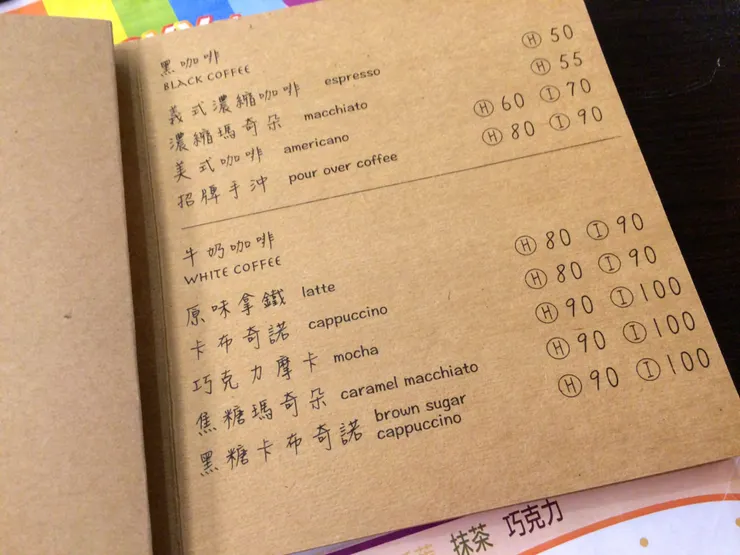 黑咖啡
BLACK COFFEE
義式濃縮咖啡 espresso Ⓗ 50
濃縮瑪奇朵 macchiato Ⓗ 55
美式咖啡 americano Ⓗ 60 Ⓘ 70
招牌手沖 pour over coffee Ⓗ 80 Ⓘ 90
牛奶咖啡
WHITE COFFEE
原味拿鐵 latte Ⓗ 80 Ⓘ 90
卡布奇諾 cappuccino Ⓗ 80 Ⓘ 90
巧克力摩卡 mocha Ⓗ 90 Ⓘ 100
焦糖瑪奇朵 caramel macchiato Ⓗ 90 Ⓘ 100
黑糖卡布奇諾 brown sugar cappuccino Ⓗ 90 Ⓘ 100
抹茶 巧克力